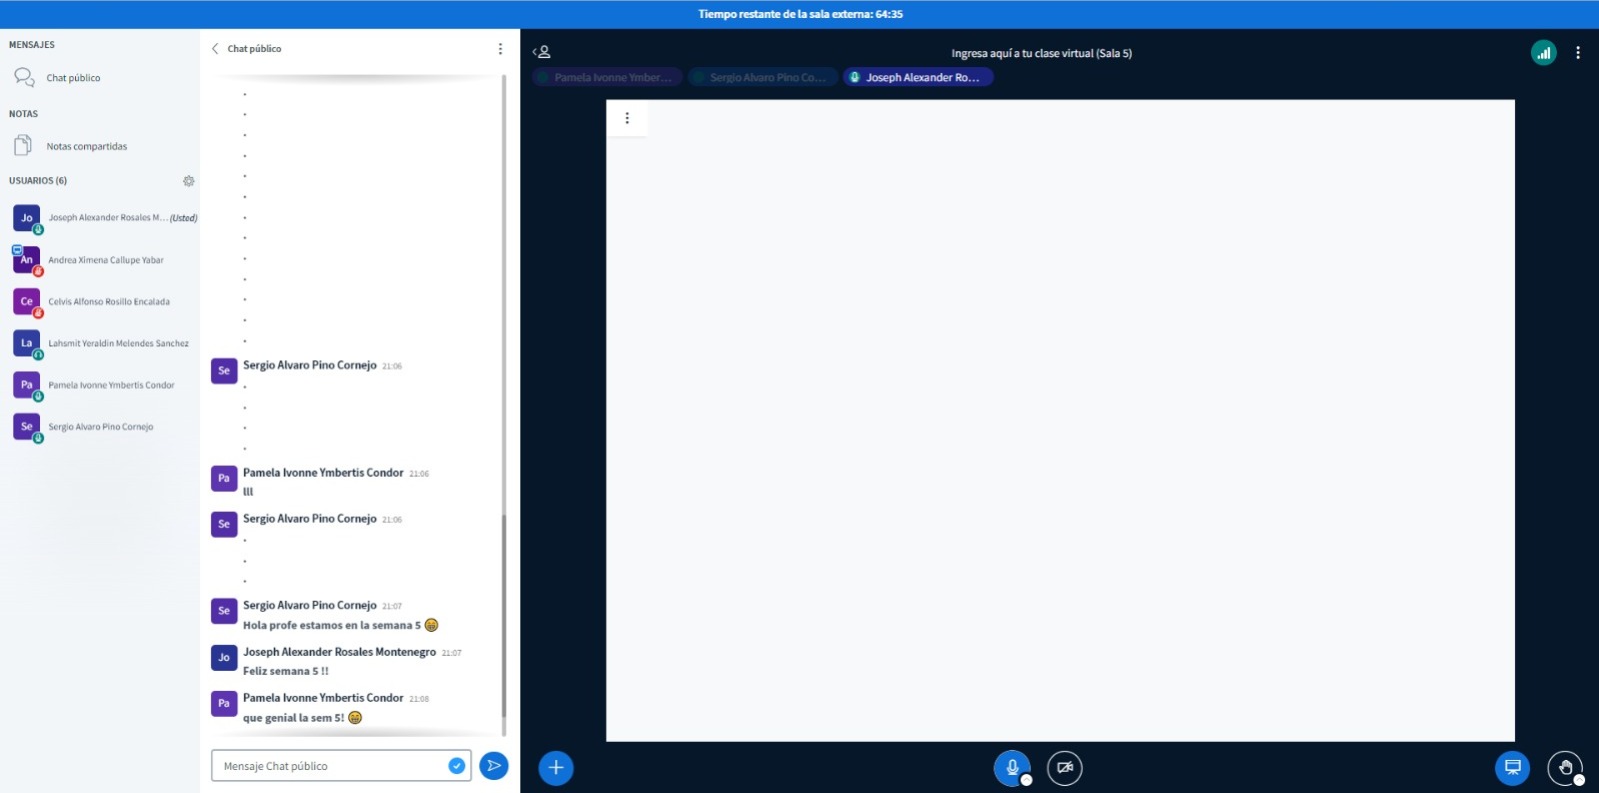 Tiempo restante de la sala externa: 64:35
MENSAJES
Chat público
NOTAS
Notas compartidas
USUARIOS (6)
Jo
Joseph Alexander Rosales M... (Usted)
An
Andrea Ximena Callupe Yabar
Ce
Celvis Alfonso Rosillo Encalada
La
Lahsmit Yeraldin Melendes Sanchez
Pa
Pamela Ivonne Ymbertis Condor
Se
Sergio Alvaro Pino Cornejo
Chat público
.
.
.
.
.
.
.
.
.
.
.
.
.
Se
Sergio Alvaro Pino Cornejo 21:06
.
.
.
.
Pa
Pamela Ivonne Ymbertis Condor 21:06
lll
Se
Sergio Alvaro Pino Cornejo 21:06
.
.
.
Se
Sergio Alvaro Pino Cornejo 21:07
Hola profe estamos en la semana 5 😁
Jo
Joseph Alexander Rosales Montenegro 21:07
Feliz semana 5 !!
Pa
Pamela Ivonne Ymbertis Condor 21:08
que genial la sem 5! 😁
Mensaje Chat público
Ingresa aquí a tu clase virtual (Sala 5)
Pamela Ivonne Ymber...
Sergio Alvaro Pino Co...
Joseph Alexander Ro...